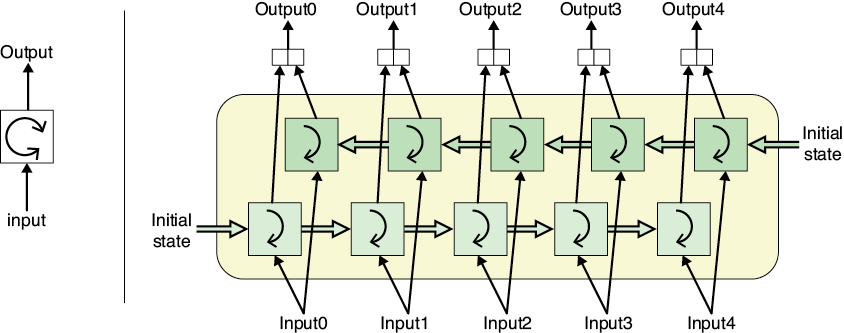 Output
input
Output0
Output1
Output2
Output3
Output4
Initial
state
Initial
state
Input0
Input1
Input2
Input3
Input4